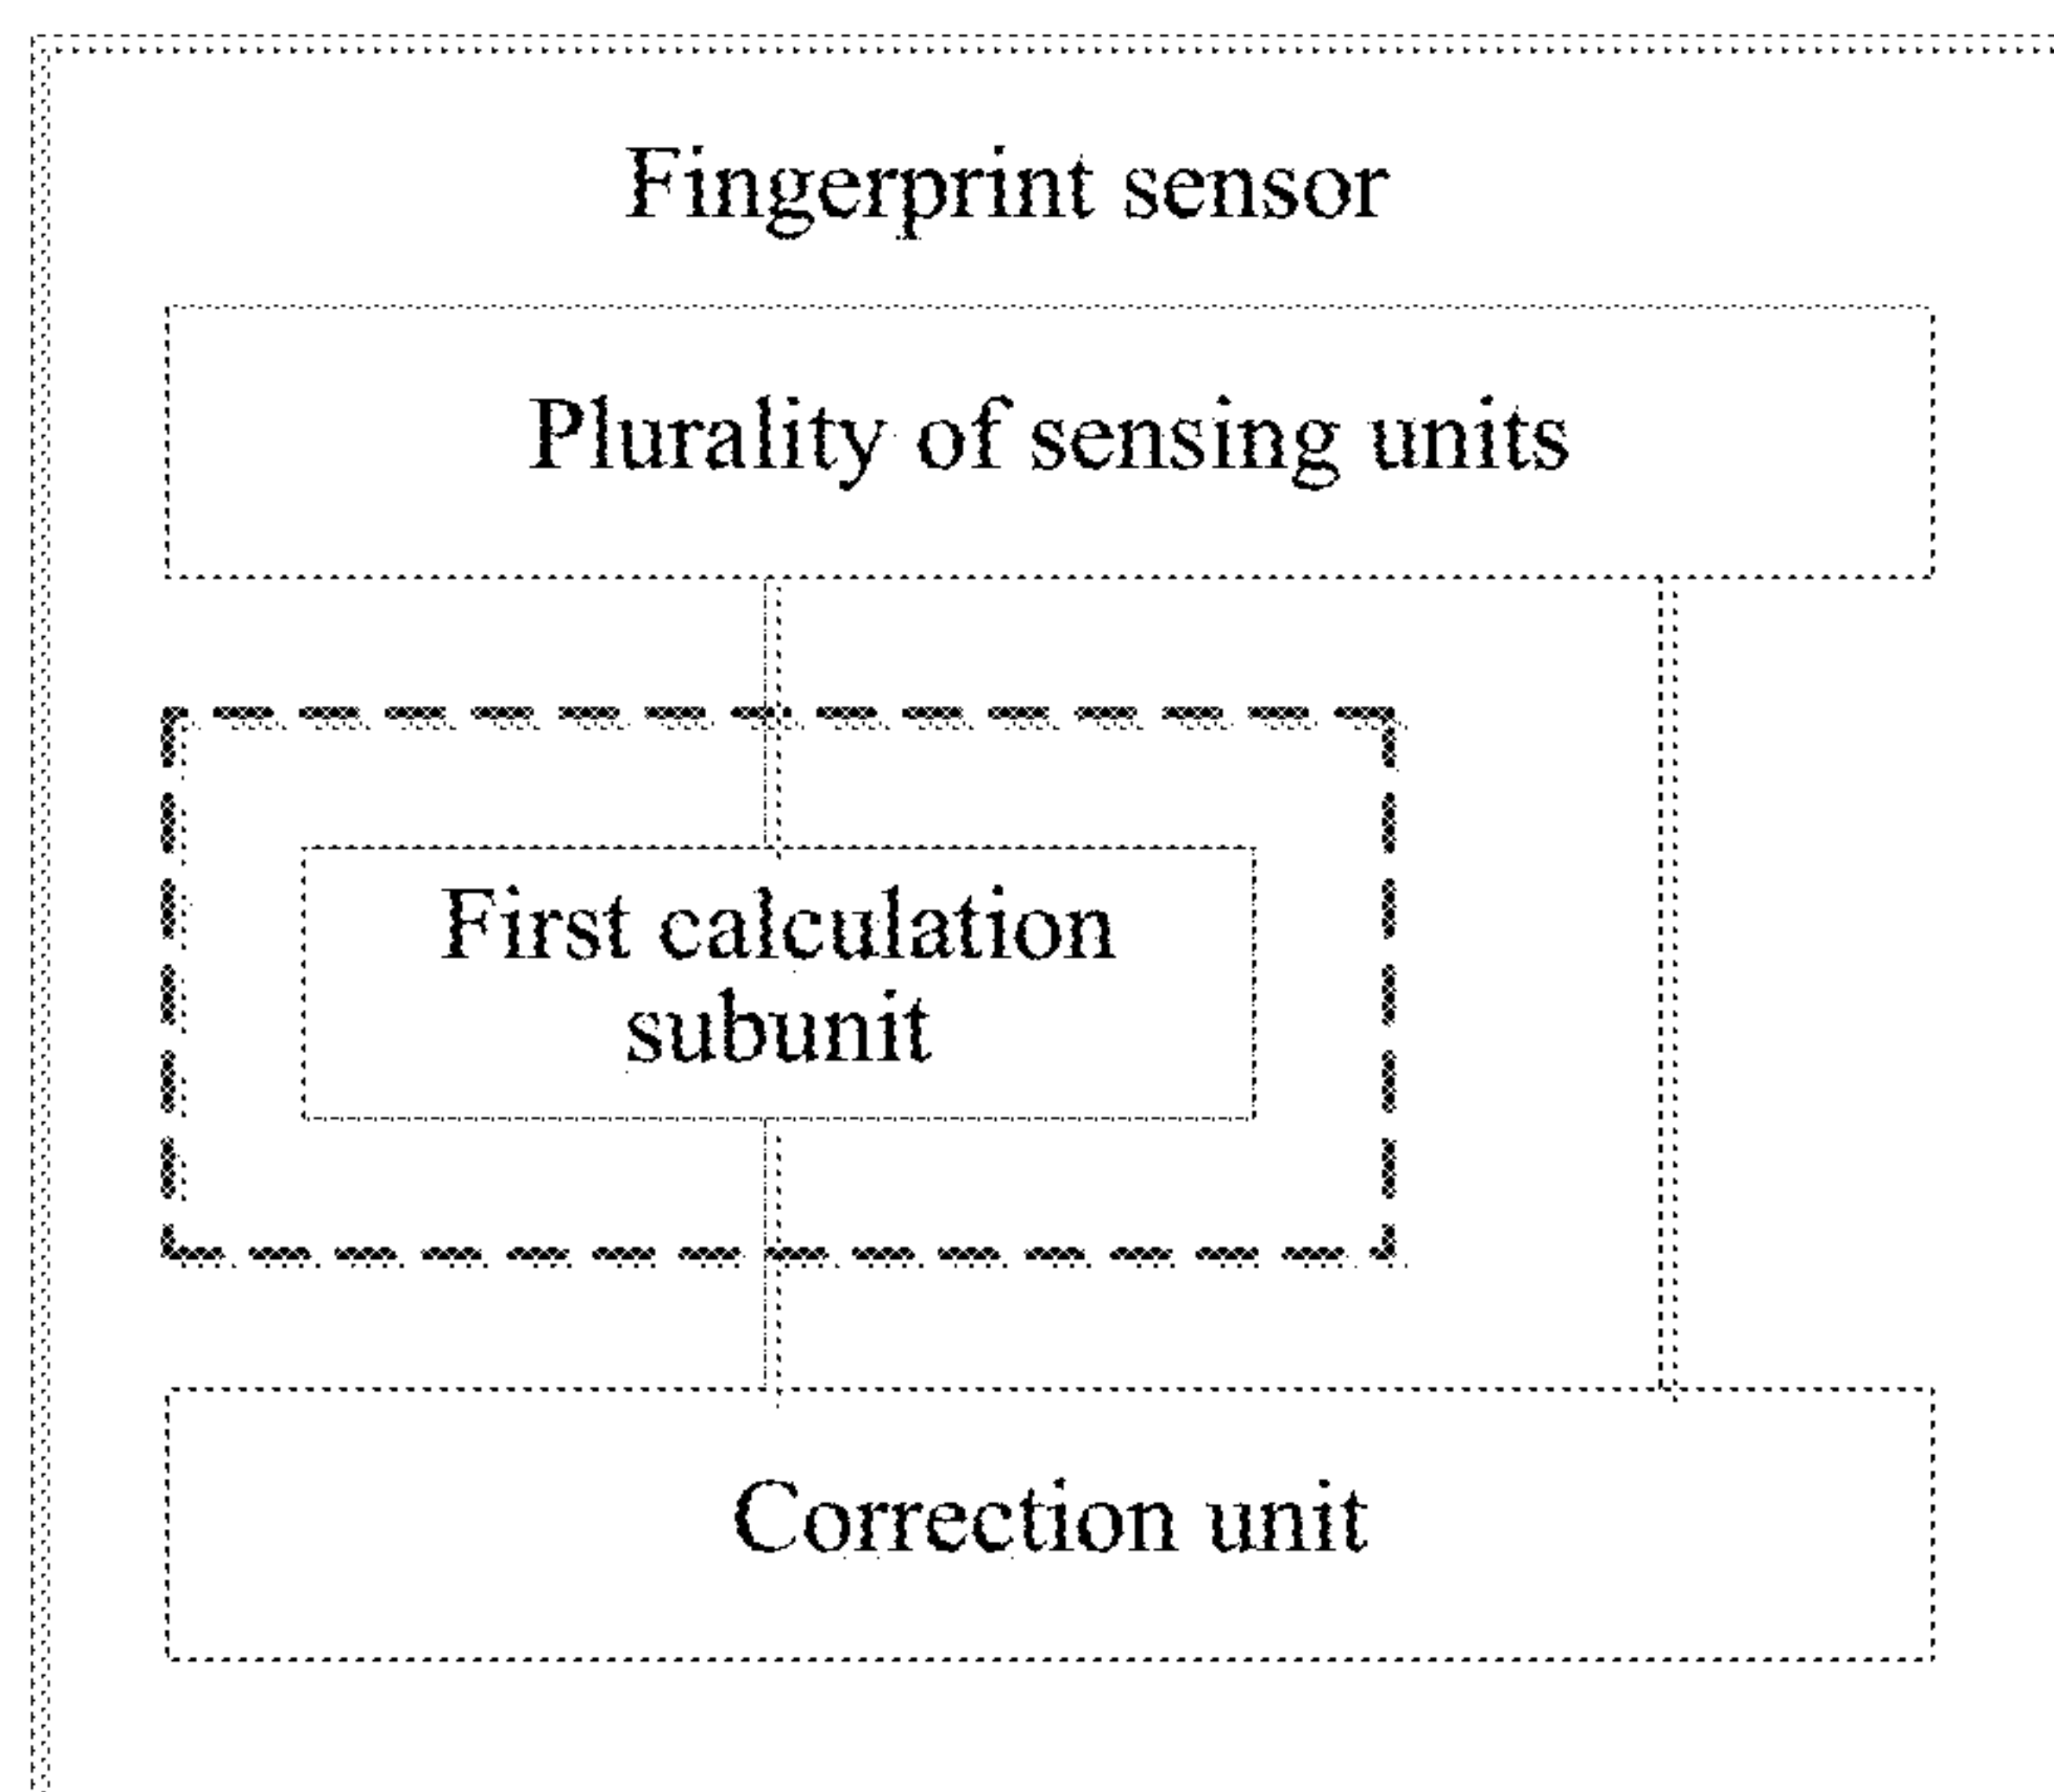 Fingerprint sensor
Plurality of sensing units
First calculation
subunit
Correction unit